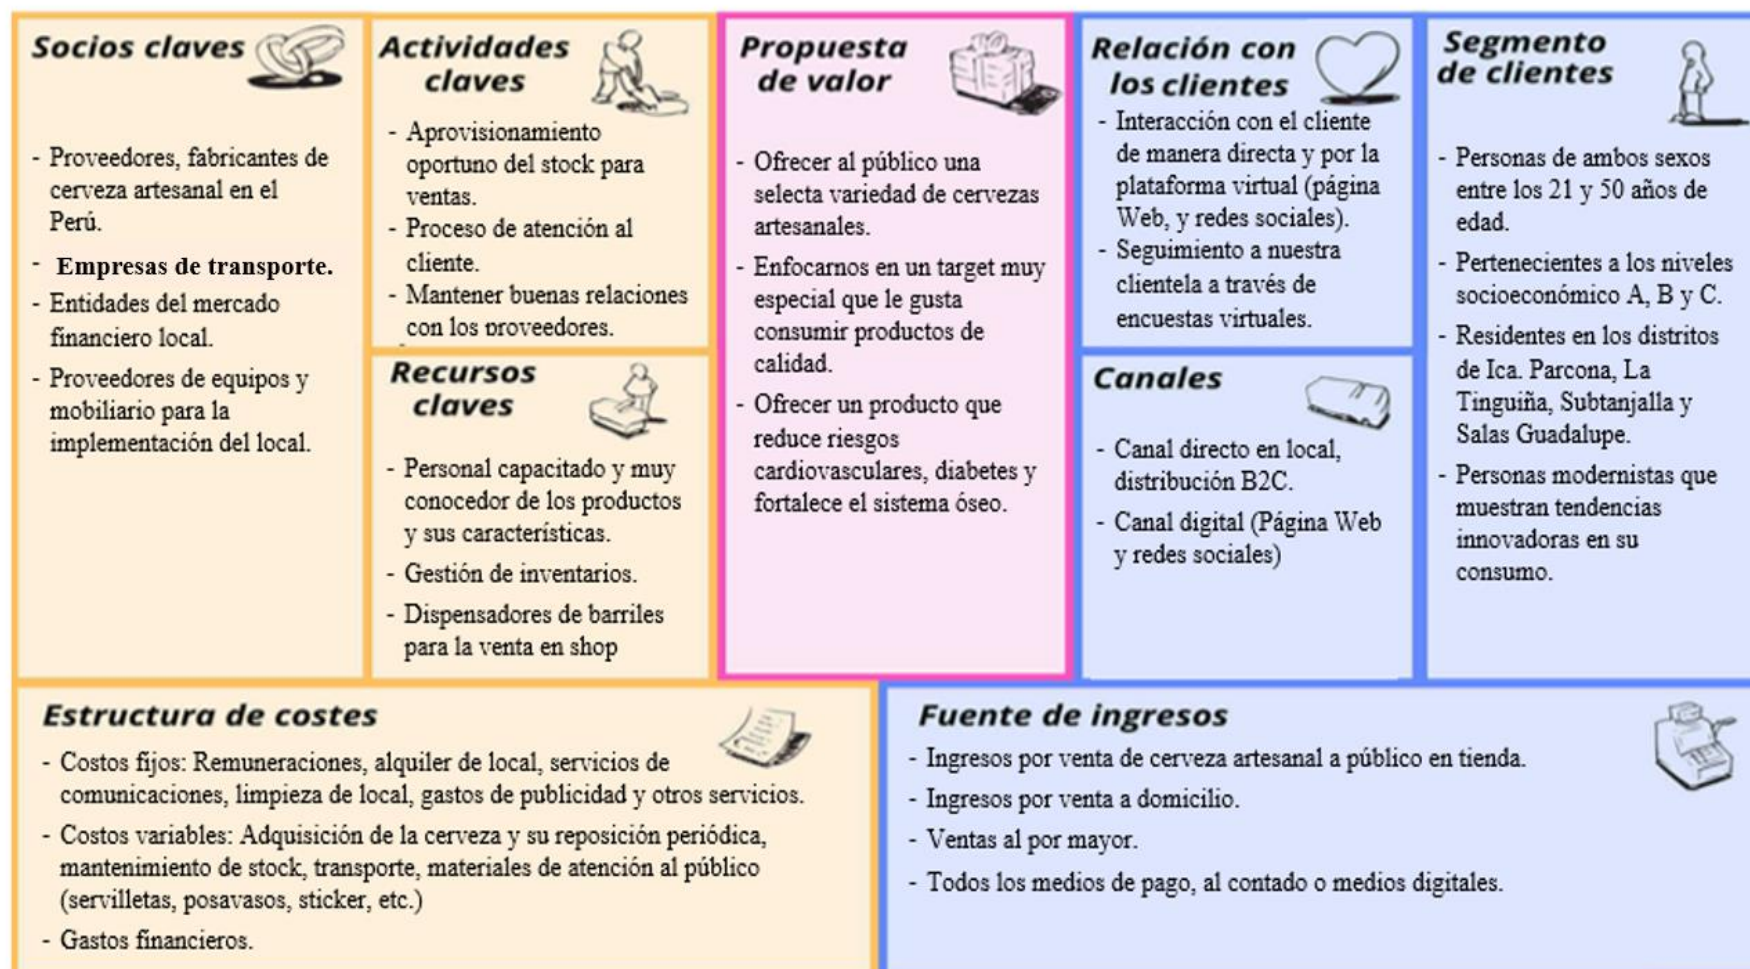 Socios claves
- Proveedores, fabricantes de
cerveza artesanal en el
Perú.
- Empresas de transporte.
- Entidades del mercado
financiero local.
- Proveedores de equipos y
mobiliario para la
implementación del local.
Actividades
claves
- Aprovisionamiento
oportuno del stock para
ventas.
- Proceso de atención al
cliente.
- Mantener buenas relaciones
con los proveedores.
Recursos
claves
- Personal capacitado y muy
conocedor de los productos
y sus características.
- Gestión de inventarios.
- Dispensadores de barriles
para la venta en shop
Propuesta
de valor
- Ofrecer al público una
selecta variedad de cervezas
artesanales.
- Enfocarnos en un target muy
especial que le gusta
consumir productos de
calidad.
- Ofrecer un producto que
reduce riesgos
cardiovasculares, diabetes y
fortalece el sistema óseo.
Relación con
los clientes
- Interacción con el cliente
de manera directa y por la
plataforma virtual (página
Web, y redes sociales).
- Seguimiento a nuestra
clientela a través de
encuestas virtuales.
Canales
- Canal directo en local,
distribución B2C.
- Canal digital (Página Web
y redes sociales)
Segmento
de clientes
- Personas de ambos sexos
entre los 21 y 50 años de
edad.
- Pertenecientes a los niveles
socioeconómico A, B y C.
- Residentes en los distritos
de Ica. Parcona, La
Tinguiña, Subtanjalla y
Salas Guadalupe.
- Personas modernistas que
muestran tendencias
innovadoras en su
consumo.
Estructura de costes
- Costos fijos: Remuneraciones, alquiler de local, servicios de
comunicaciones, limpieza de local, gastos de publicidad y otros servicios.
- Costos variables: Adquisición de la cerveza y su reposición periódica,
mantenimiento de stock, transporte, materiales de atención al público
(servilletas, posavasos, sticker, etc.)
- Gastos financieros.
Fuente de ingresos
- Ingresos por venta de cerveza artesanal a público en tienda.
- Ingresos por venta a domicilio.
- Ventas al por mayor.
- Todos los medios de pago, al contado o medios digitales.